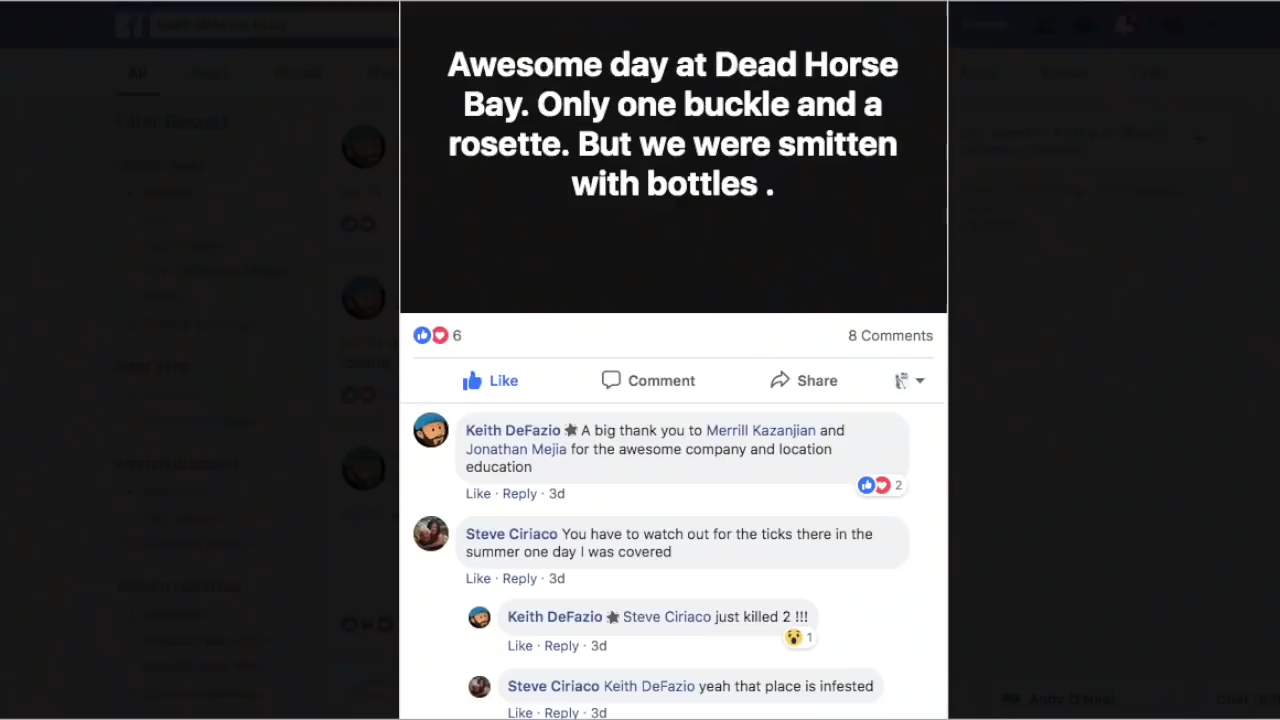 Awesome day at Dead Horse
Bay. Only one buckle and a
rosette. But we were smitten
with bottles .
6
8 Comments
Like
Comment
Share
Keith DeFazio A big thank you to Merrill Kazanjian and
Jonathan Mejia for the awesome company and location
education
2
Like · Reply · 3d
Steve Ciriaco You have to watch out for the ticks there in the
summer one day I was covered
Like · Reply · 3d
Keith DeFazio Steve Ciriaco just killed 2 !!!
1
Like · Reply · 3d
Steve Ciriaco Keith DeFazio yeah that place is infested
Like · Reply · 3d
All